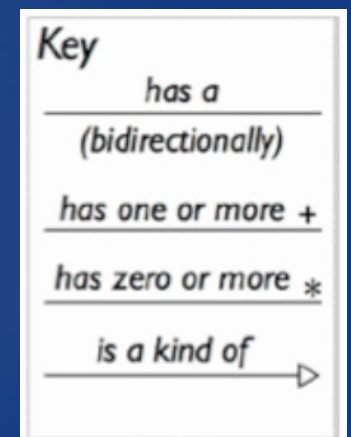 Key
has a
(bidirectionally)
has one or more +
has zero or more *
is a kind of